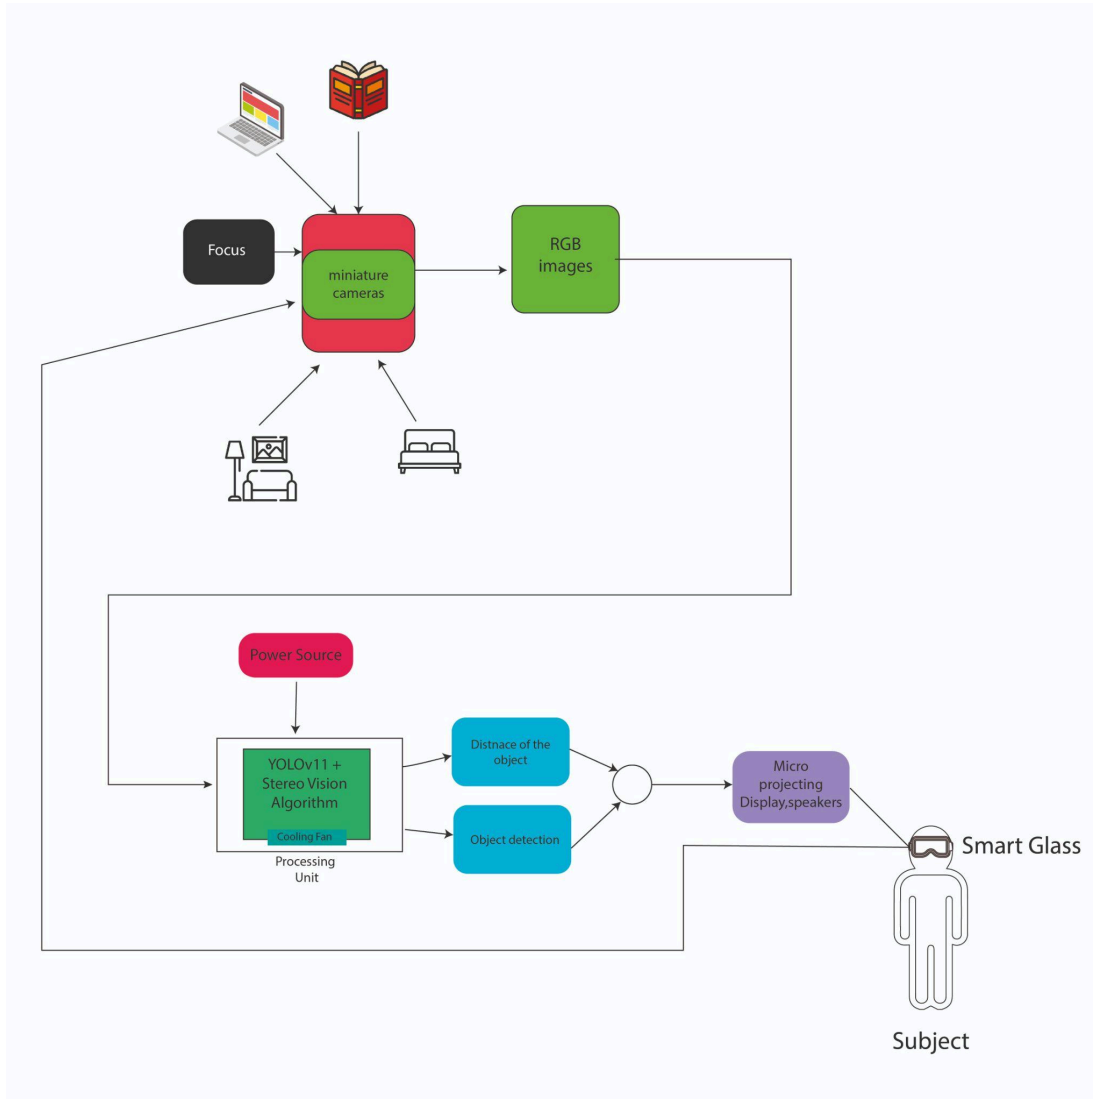 Focus
miniature
cameras
RGB
images
Power Source
YOLOv11 +
Stereo Vision
Algorithm
Cooling Fan
Processing
Unit
Distnace of the
object
Object detection
Micro
projecting
Display,speakers
Smart Glass
Subject